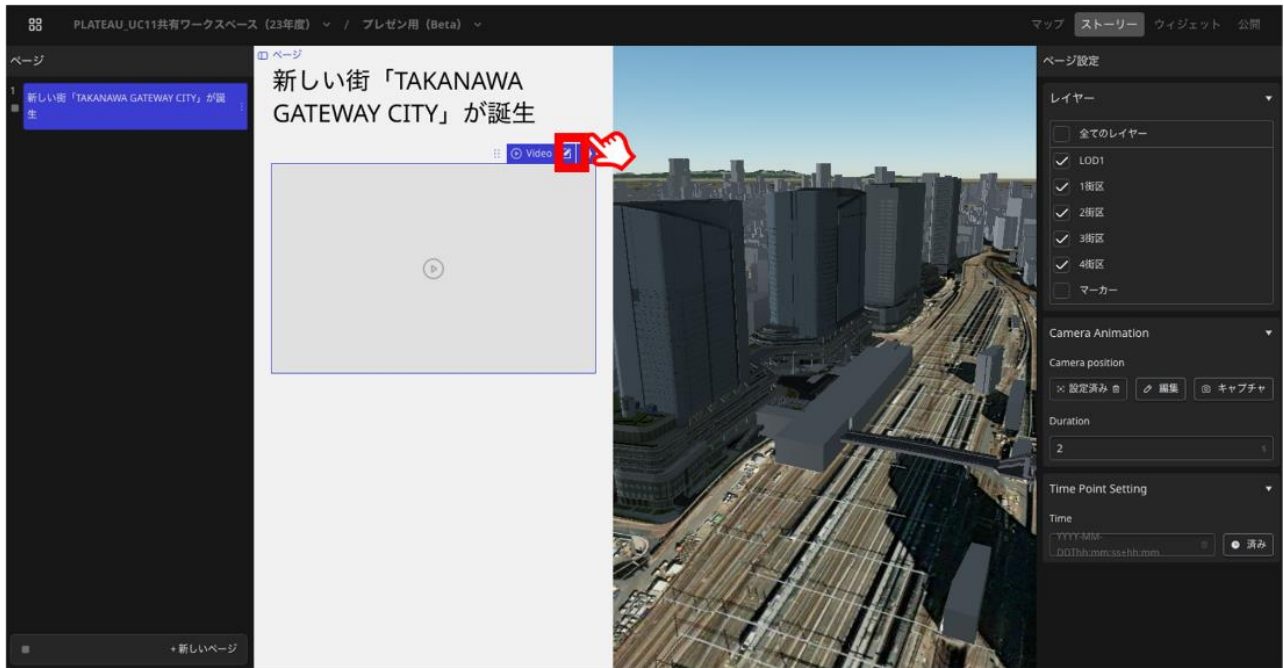 PLATEAU_UC11共有ワークスペース（23年度） / プレゼン用（Beta）
マップ ストーリー ウィジェット 公開
ページ
1
新しい街「TAKANAWA GATEWAY CITY」が誕
生
+ 新しいページ
ページ
新しい街「TAKANAWA
GATEWAY CITY」が誕生
Video
ページ設定
レイヤー
全てのレイヤー
LOD1
1街区
2街区
3街区
4街区
マーカー
Camera Animation
Camera position
設定済み 編集 キャプチャ
Duration
2 s
Time Point Setting
Time
YYYY-MM-
DDThh:mm:ss±hh:mm
済み